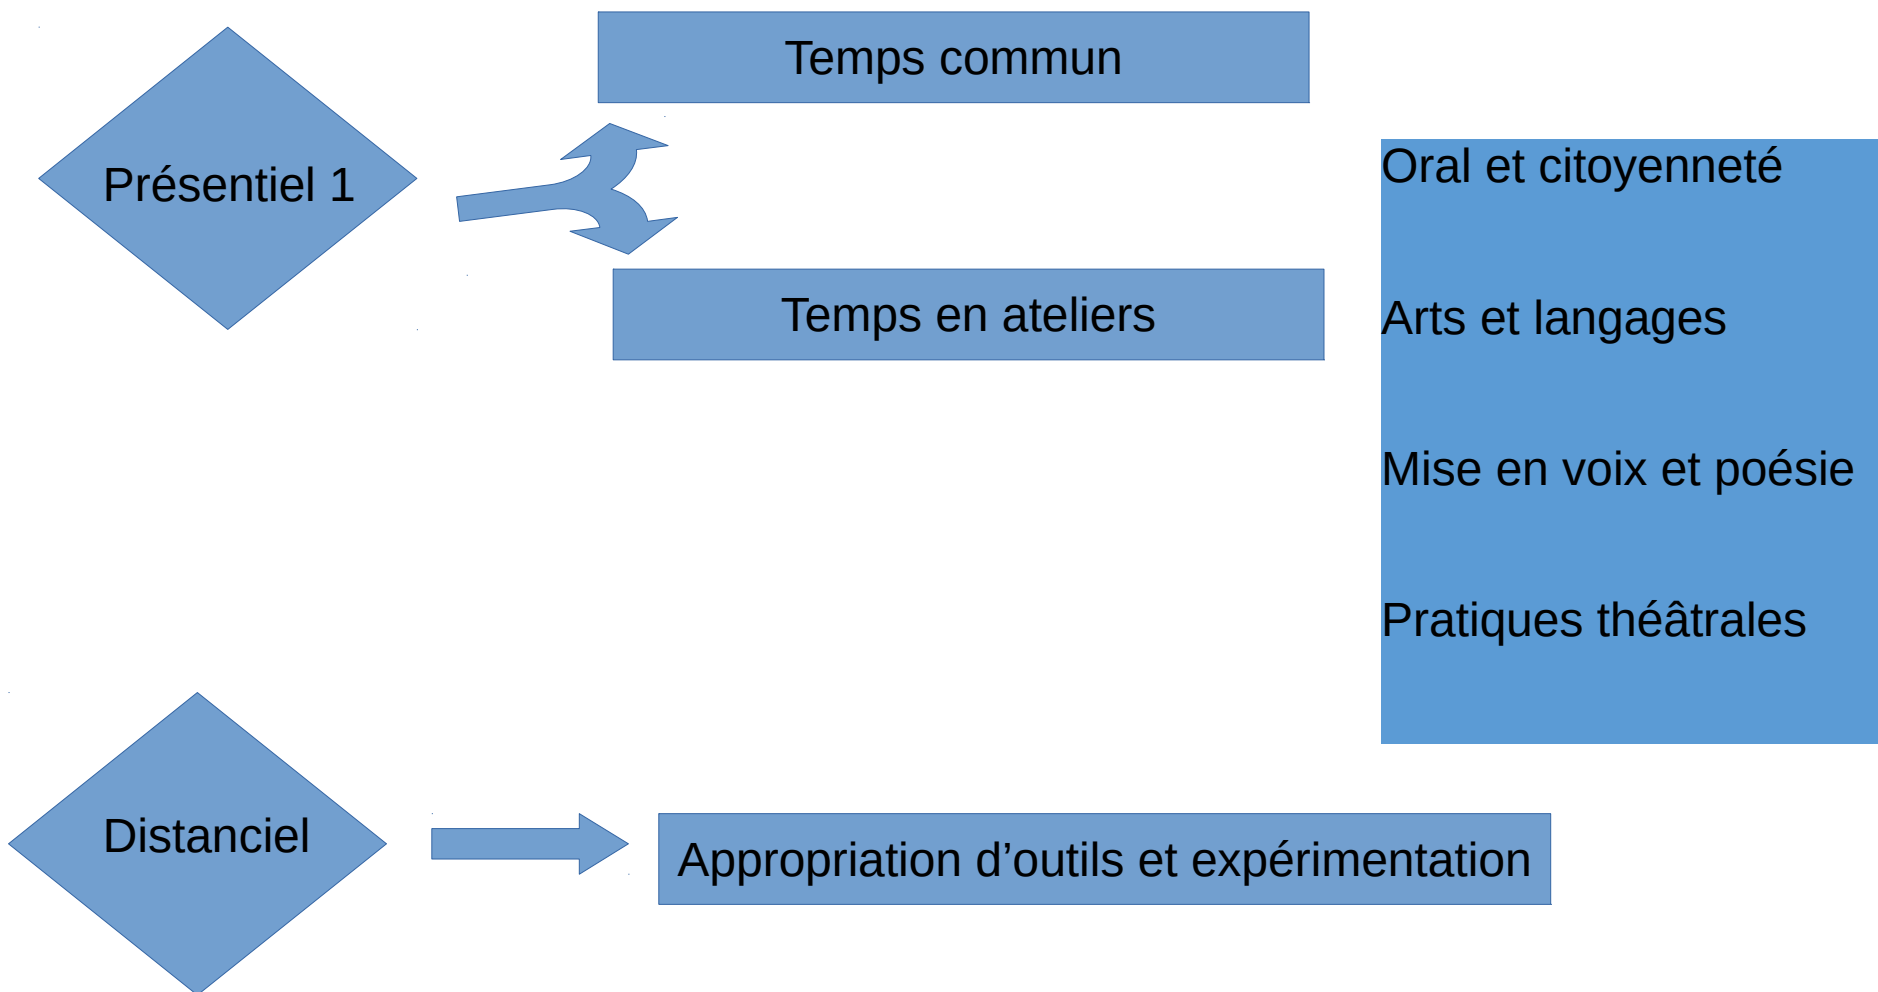 Temps commun
Présentiel 1
Oral et citoyenneté
Temps en ateliers
Arts et langages
Mise en voix et poésie
Pratiques théâtrales
Distanciel
Appropriation d’outils et expérimentation